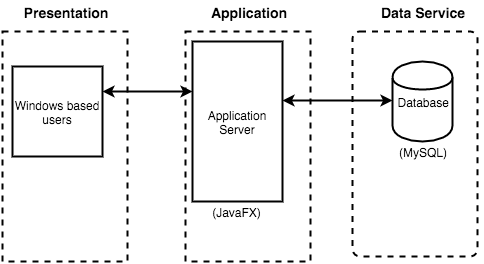 Presentation
Application
Data Service
Windows based
users
Application
Server
Database
(JavaFX)
(MySQL)